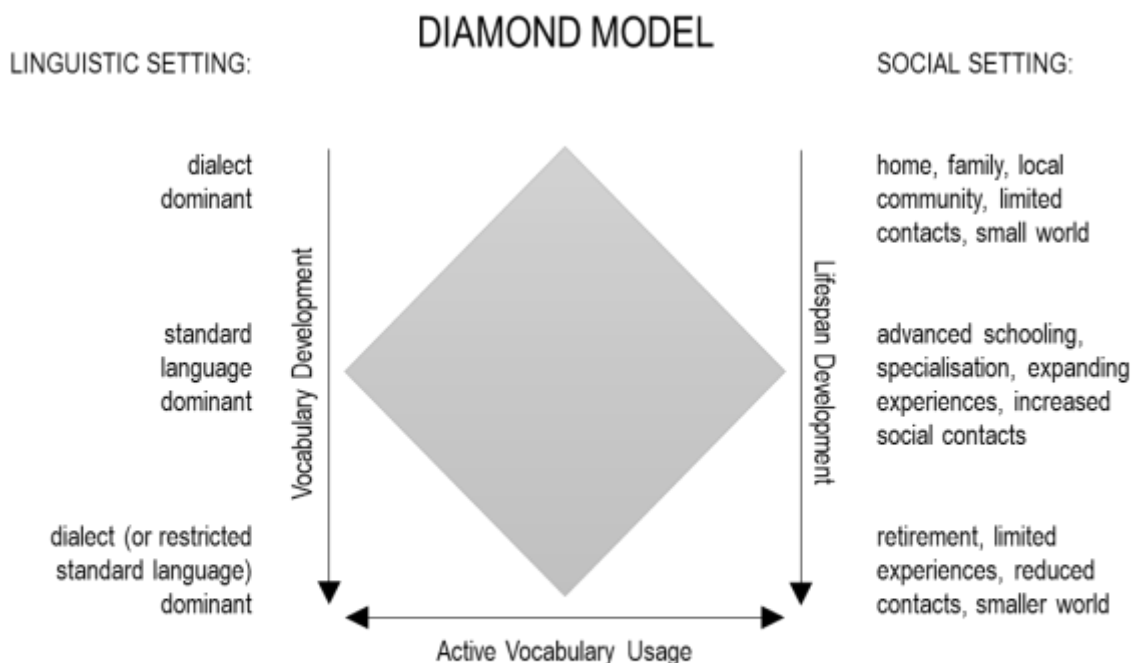 DIAMOND MODEL
LINGUISTIC SETTING:
SOCIAL SETTING:
dialect
dominant
home, family, local
community, limited
contacts, small world
Vocabulary Development
Lifespan Development
standard
language
dominant
advanced schooling,
specialisation, expanding
experiences, increased
social contacts
dialect (or restricted
standard language)
dominant
retirement, limited
experiences, reduced
contacts, smaller world
Active Vocabulary Usage